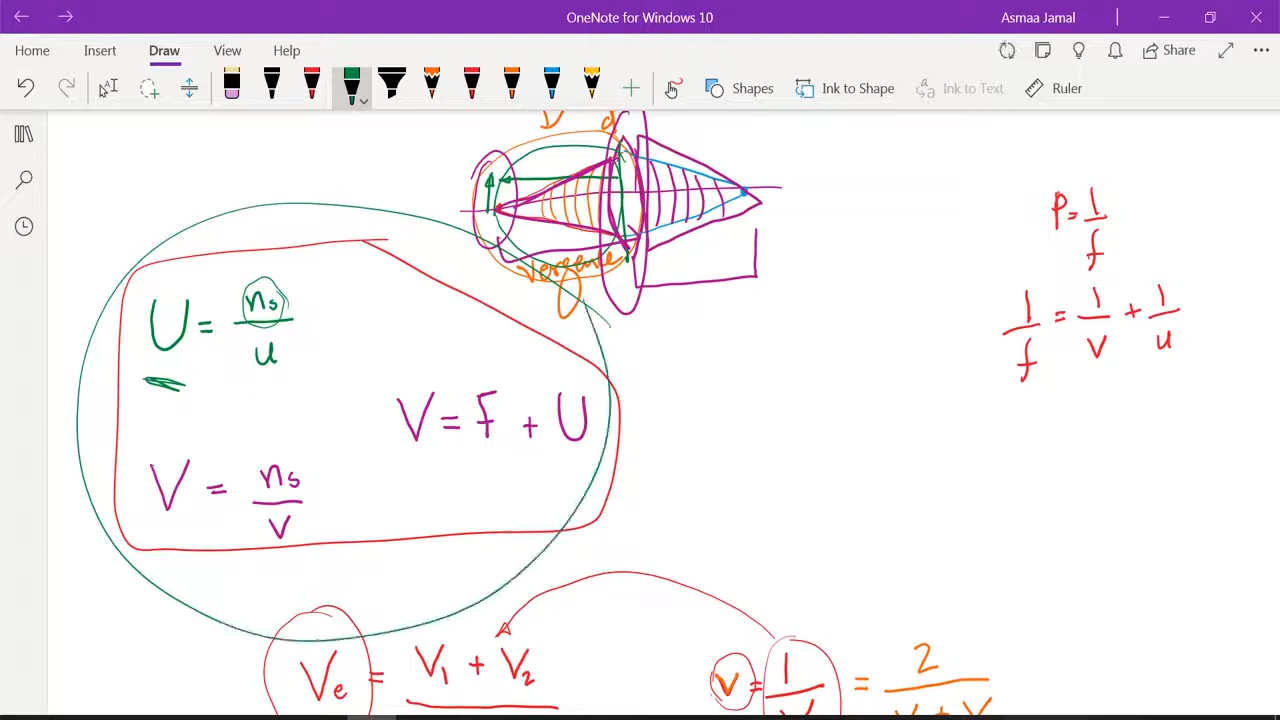 OneNote for Windows 10
Asmaa Jamal
Home Insert Draw View Help
Share
Shapes
Ink to Shape
Ink to Text
Ruler
D d
Vergence
P = 1/f
1/f = 1/v + 1/u
U = ns/u
V = F + U
V = ns/v
Ve = V1 + V2
v = 1/V = 2/V + V